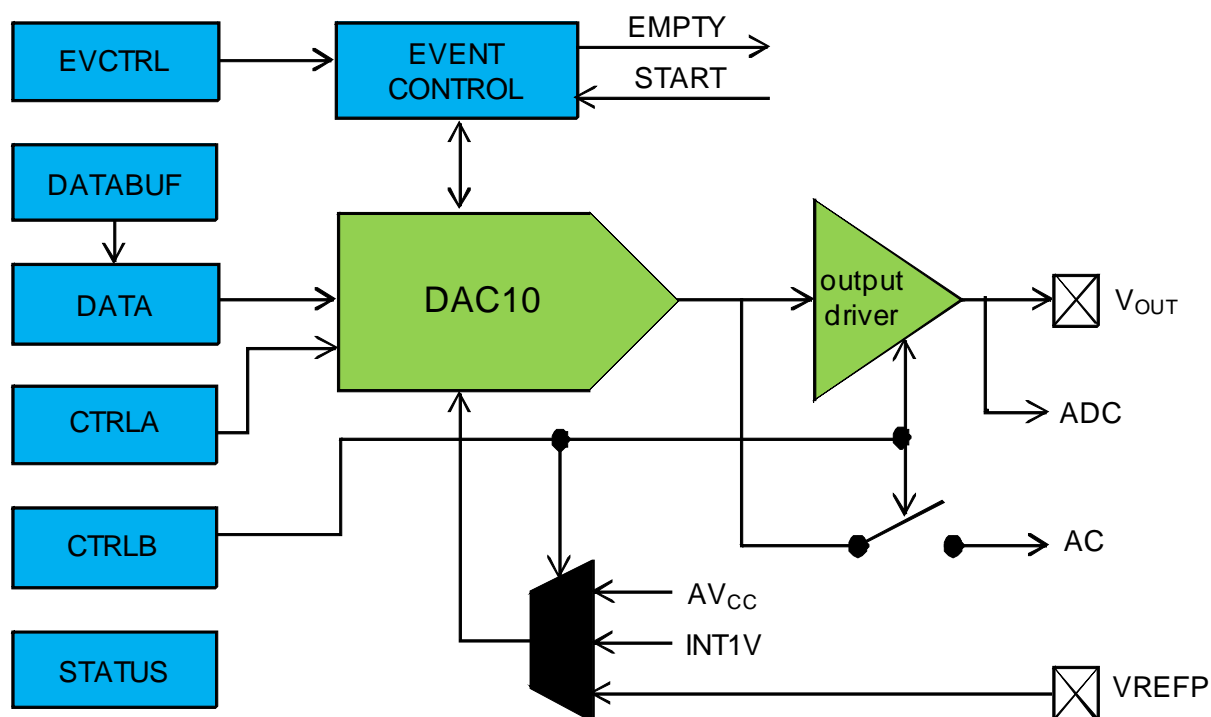 EVCTRL
EVENT
CONTROL
EMPTY
START
DATABUF
DATA
DAC10
output
driver
VOUT
CTRLA
ADC
CTRLB
AC
AVCC
INT1V
STATUS
VREFP